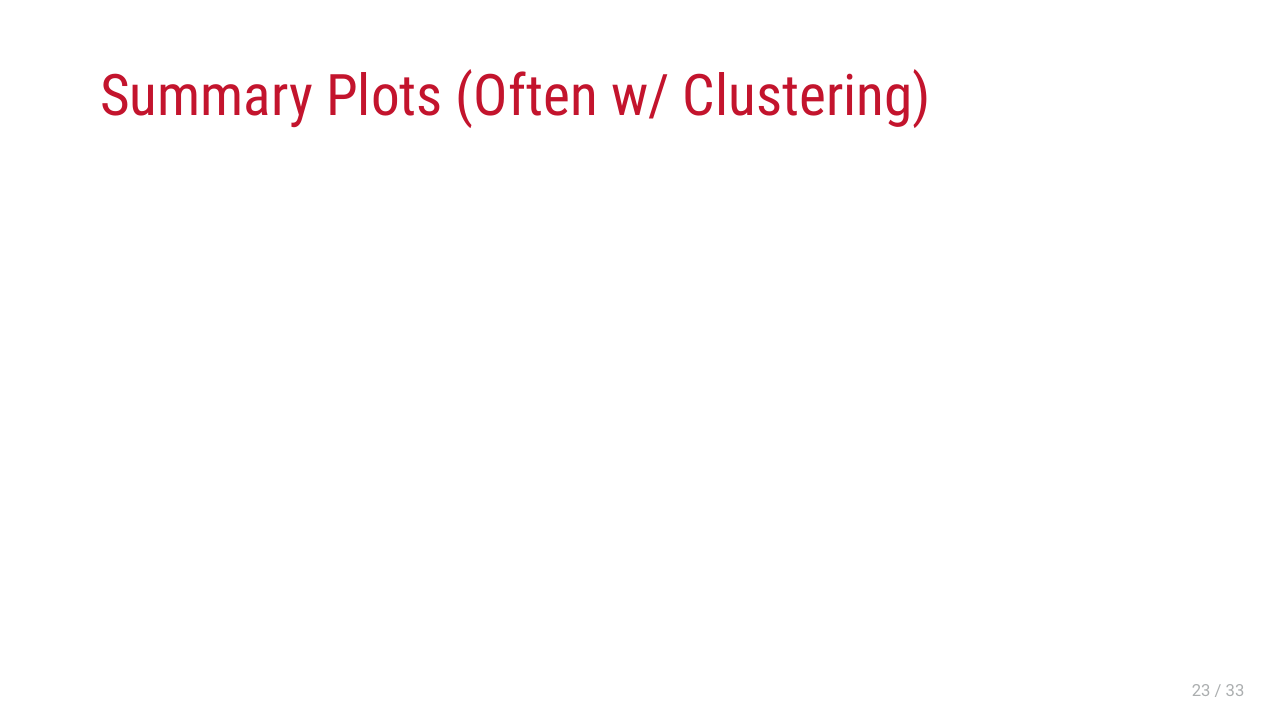 Summary Plots (Often w/ Clustering)
23 / 33